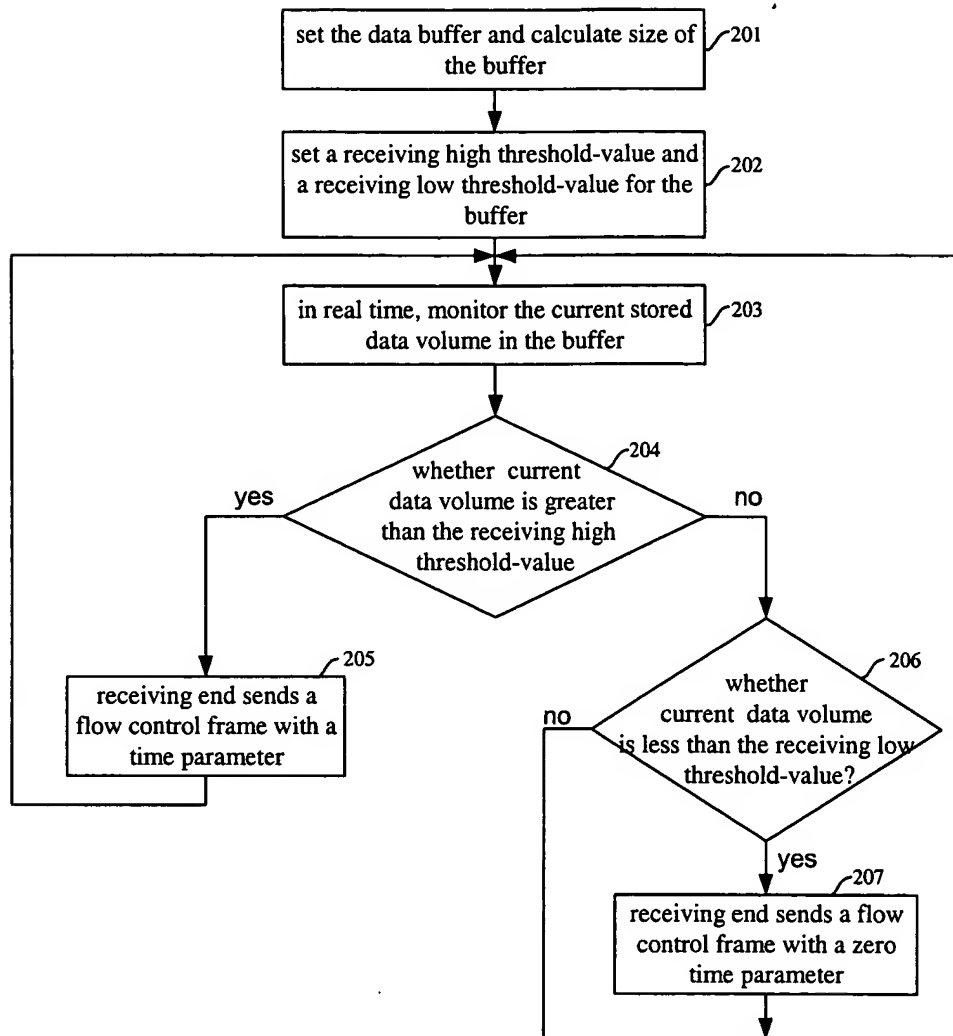 set the data buffer and calculate size of
the buffer
201
set a receiving high threshold-value and
a receiving low threshold-value for the
buffer
202
in real time, monitor the current stored
data volume in the buffer
203
204
whether current
data volume is greater
than the receiving high
threshold-value
yes
no
205
receiving end sends a
flow control frame with a
time parameter
206
whether
current data volume
is less than the receiving low
threshold-value?
no
yes
207
receiving end sends a flow
control frame with a zero
time parameter